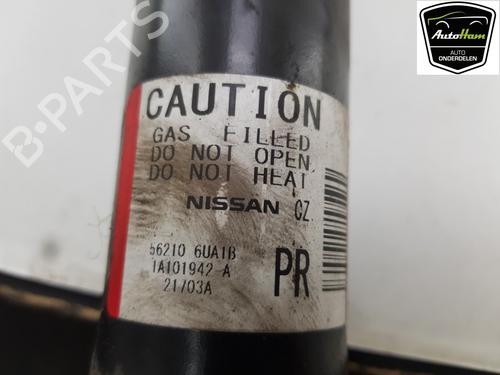 AutoHam
AUTO
ONDERDELEN
B-PARTS
CAUTION
GAS FILLED
DO NOT OPEN
DO NOT HEAT
NISSAN CZ
56210 6UA1B
1A101942 A
21/03A
PR